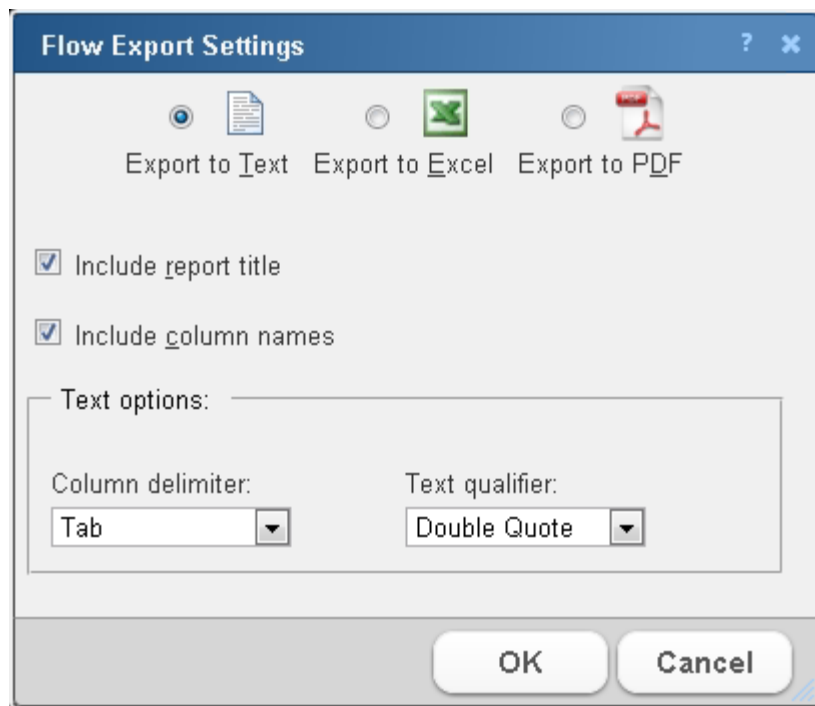 Flow Export Settings ?
PDF
Export to Text Export to Excel Export to PDF
Include report title
Include column names
Text options:
Column delimiter: Text qualifier:
Tab Double Quote
OK Cancel